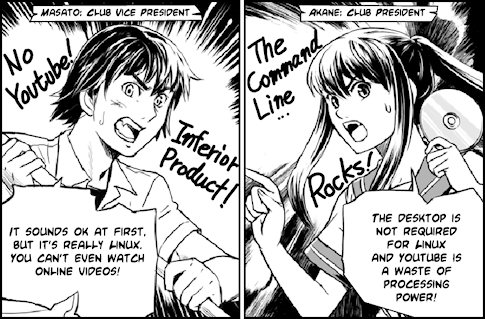 Masato: Club Vice President
No
Youtube!
Inferior
Product!
It sounds ok at first,
but it's really Linux.
You can't even watch
online videos!
Akane: Club President
The
Command
Line...
Rocks!
The desktop is
not required
for Linux
and YouTube is
a waste of
processing
power!